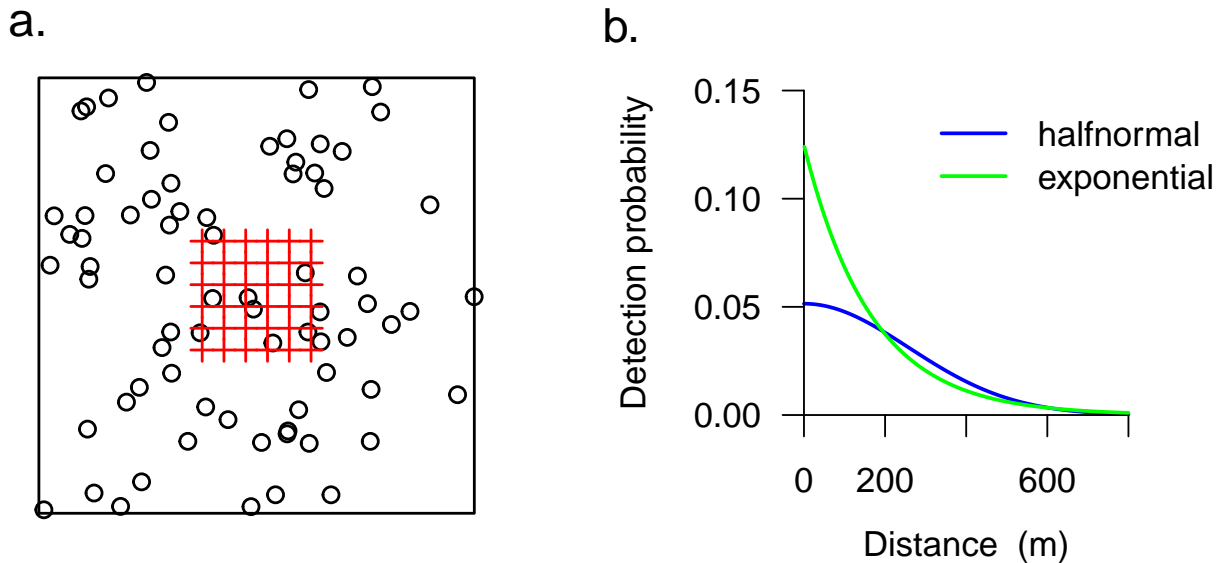 a.
b.
0.15
0.10
0.05
0.00
Detection probability
halfnormal
exponential
0
200
600
Distance (m)